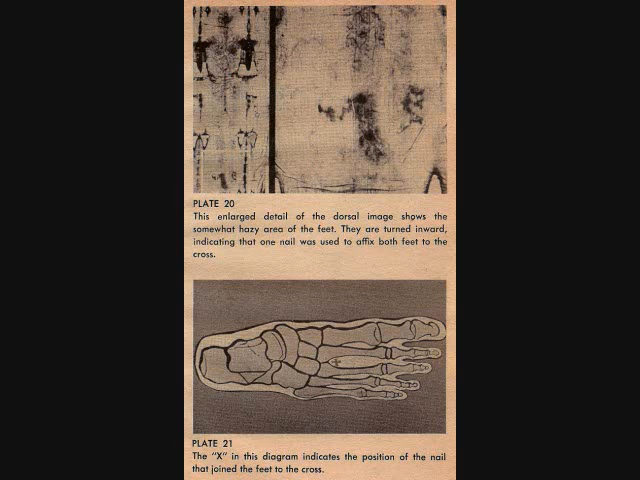 PLATE 20
This enlarged detail of the dorsal image shows the
somewhat hazy area of the feet. They are turned inward,
indicating that one nail was used to affix both feet to the
cross.
PLATE 21
The "X" in this diagram indicates the position of the nail
that joined the feet to the cross.